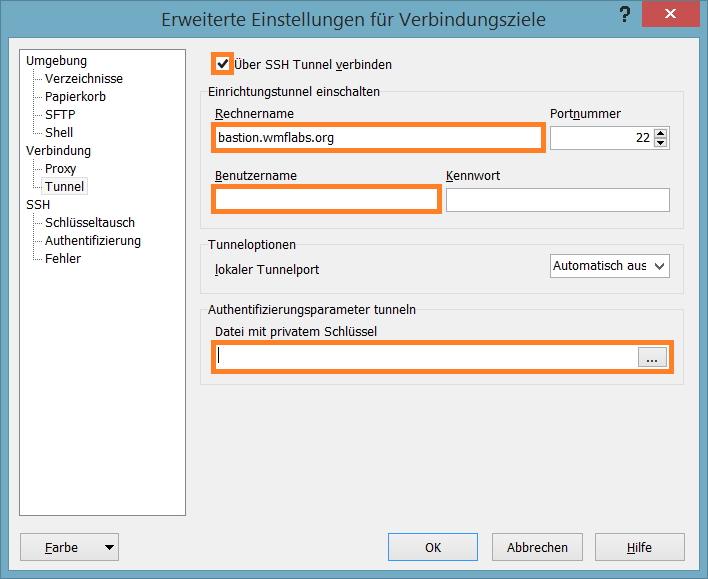 Erweiterte Einstellungen für Verbindungsziele
?
Umgebung
Verzeichnisse
Papierkorb
SFTP
Shell
Verbindung
Proxy
Tunnel
SSH
Schlüsseltausch
Authentifizierung
Fehler
Über SSH Tunnel verbinden
Einrichtungstunnel einschalten
Rechnername Portnummer
bastion.wmflabs.org 22
Benutzername Kennwort
Tunneloptionen
lokaler Tunnelport Automatisch aus
Authentifizierungsparameter tunneln
Datei mit privatem Schlüssel
...
Farbe OK Abbrechen Hilfe